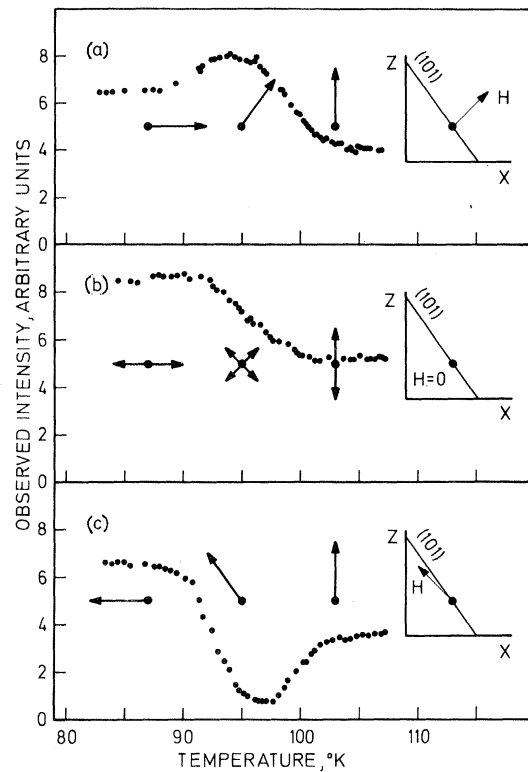 OBSERVED INTENSITY, ARBITRARY UNITS
(a)
8
6
4
2
0
Z
(101)
H
X
(b)
8
6
4
2
0
Z
(101)
H=0
X
(c)
8
6
4
2
0
Z
(101)
H
X
80 90 100 110
TEMPERATURE, °K